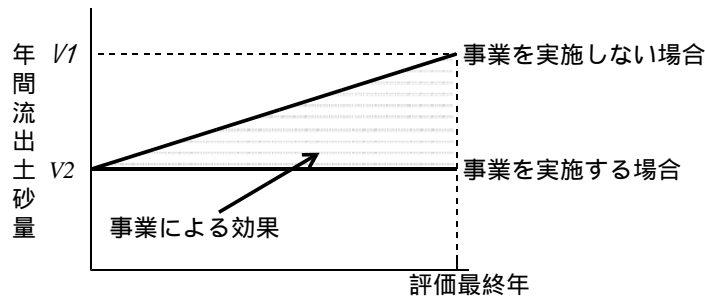 年間流出土砂量
V1
事業を実施しない場合
V2
事業を実施する場合
事業による効果
評価最終年